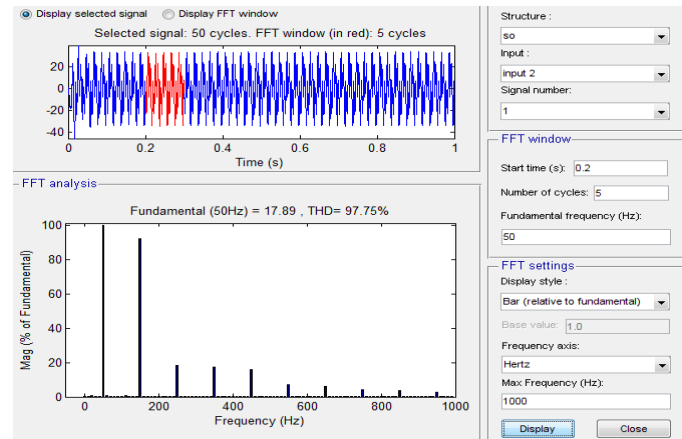 Display selected signal
Display FFT window
Selected signal: 50 cycles. FFT window (in red): 5 cycles
20
0
-20
-40
0
0.2
0.4
0.6
0.8
1
Time (s)
FFT analysis
Fundamental (50Hz) = 17.89 , THD= 97.75%
Mag (% of Fundamental)
100
80
60
40
20
0
0
200
400
600
800
1000
Frequency (Hz)
Structure :
so
Input :
input 2
Signal number:
1
FFT window
Start time (s): 0.2
Number of cycles: 5
Fundamental frequency (Hz):
50
FFT settings
Display style :
Bar (relative to fundamental)
Base value: 1.0
Frequency axis:
Hertz
Max Frequency (Hz):
1000
Display
Close